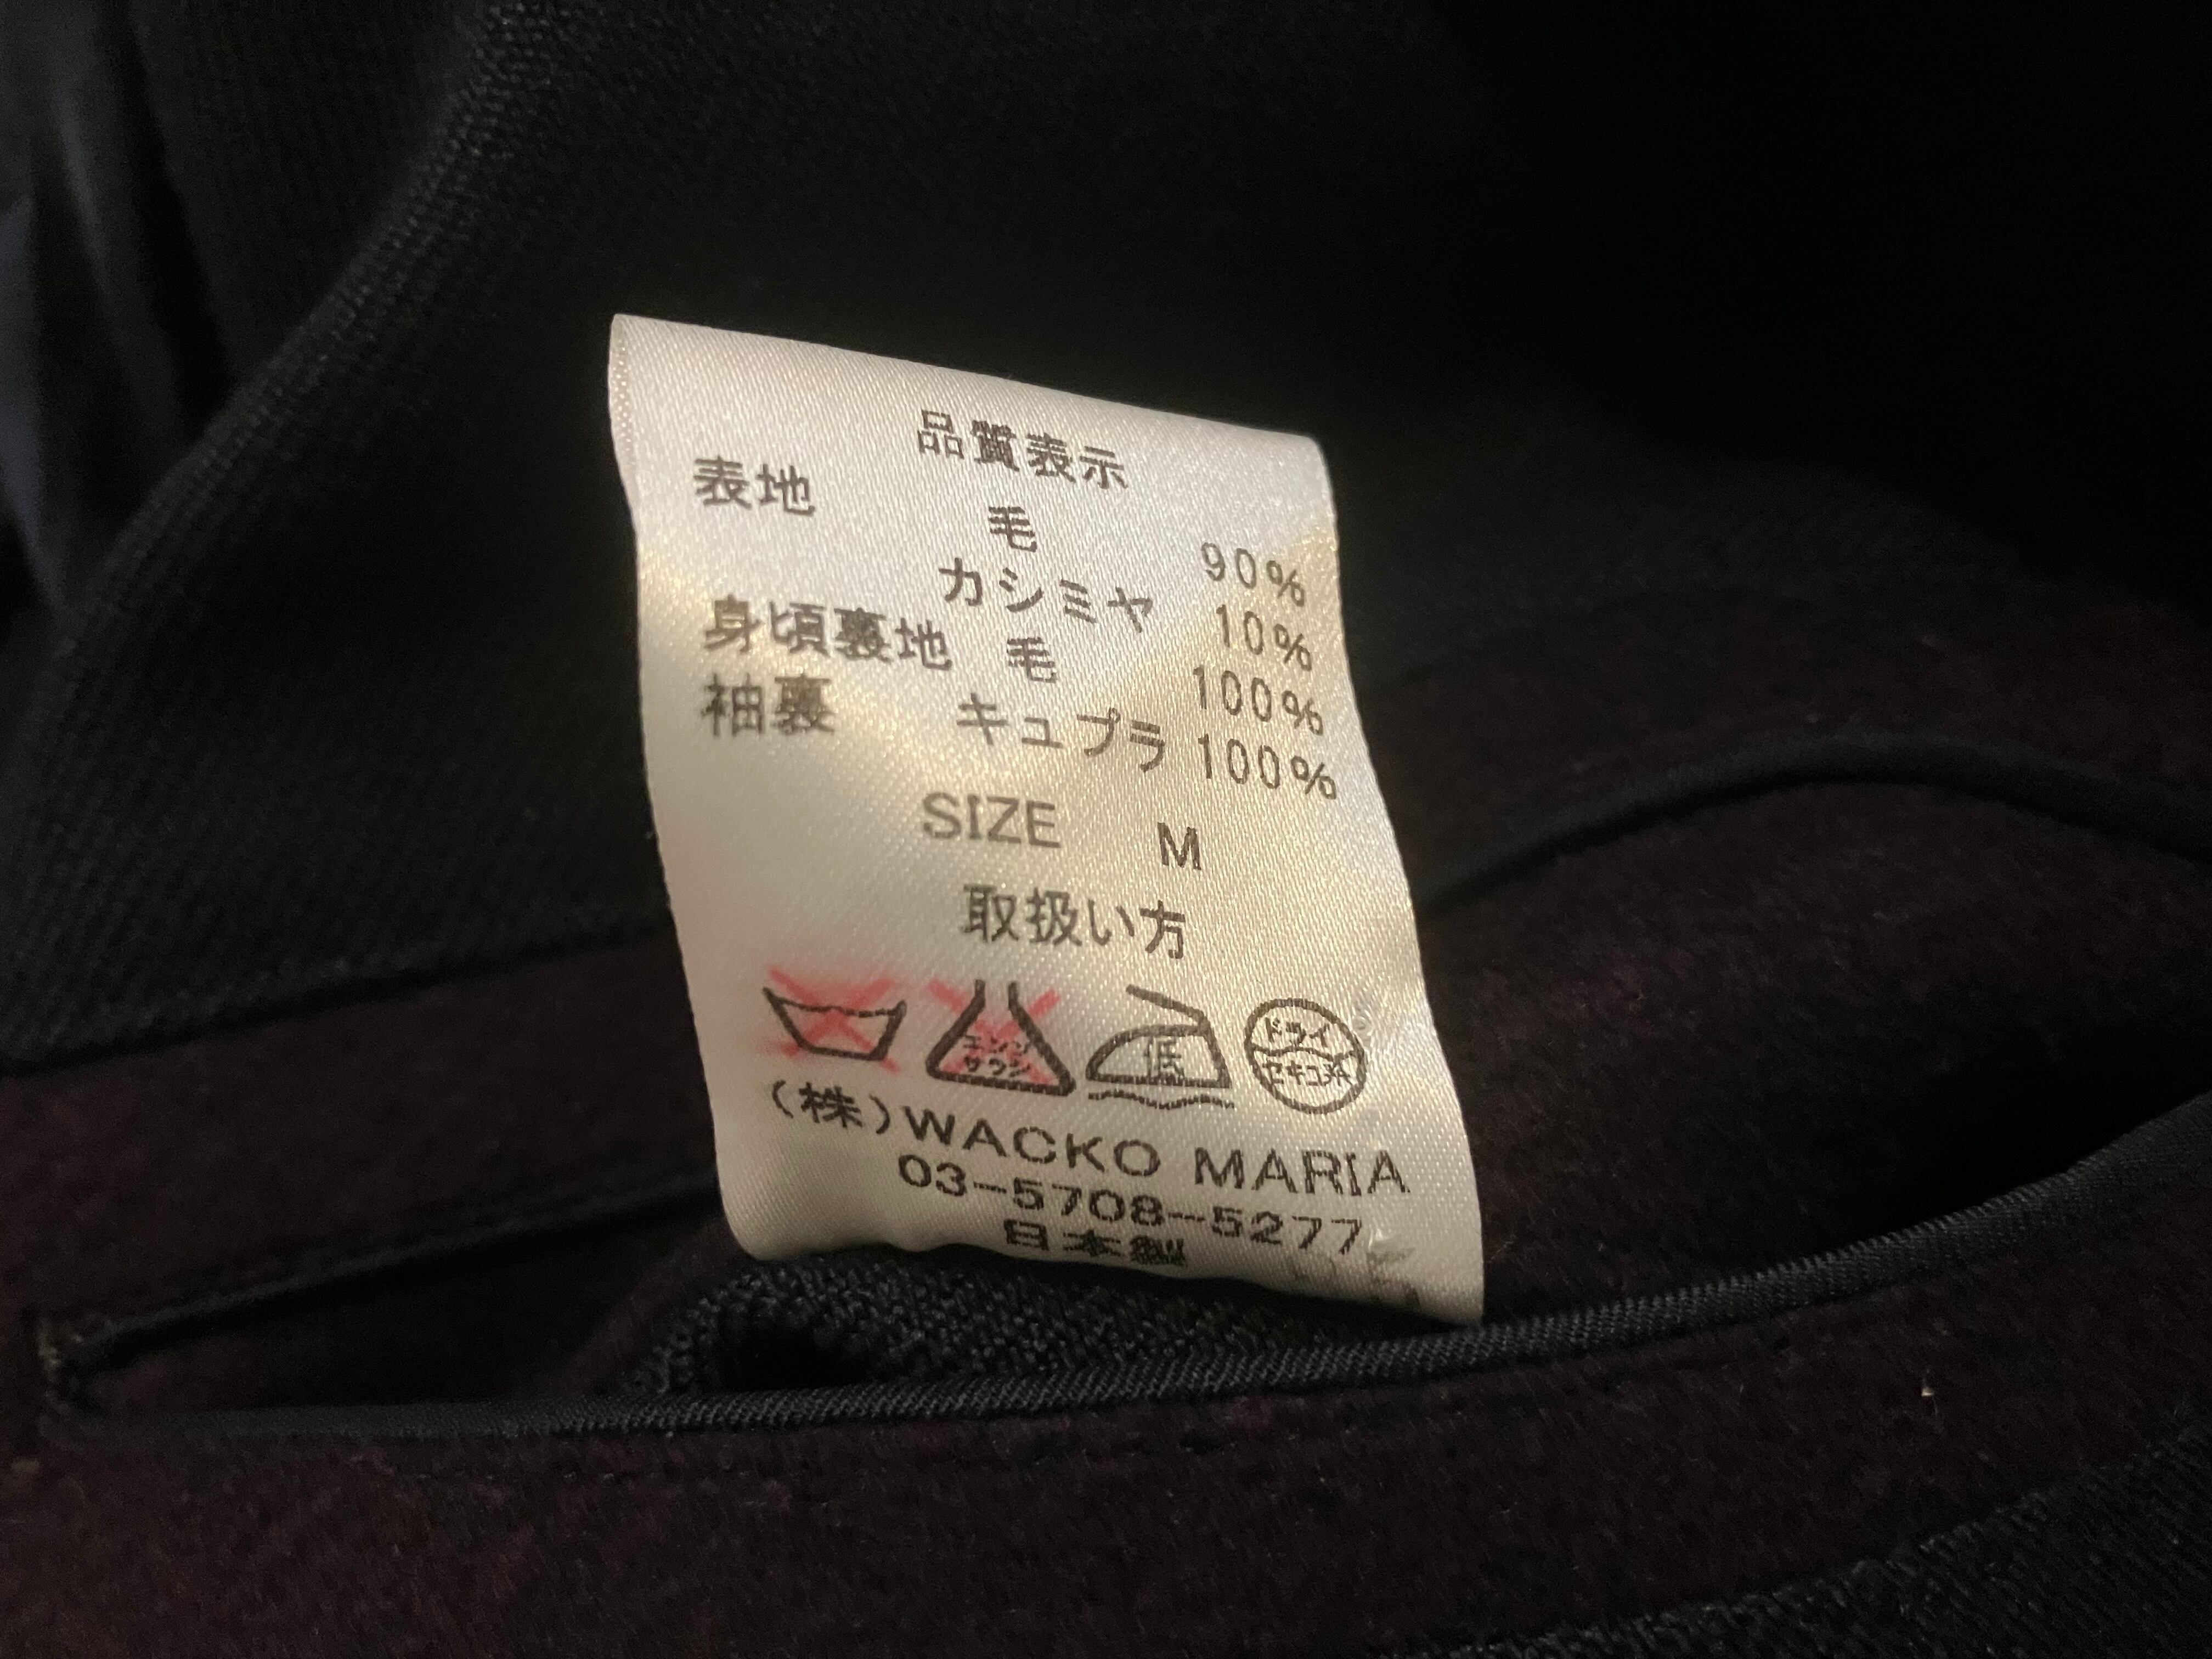 品質表示
表地
毛 90%
カシミヤ 10%
身頃裏地 毛 100%
袖裏 キュプラ 100%
SIZE M
取扱い方
エンソ
サラシ
低
ドライ
セキユ系
(株)WACKO MARIA
03-5708-5277
日本製